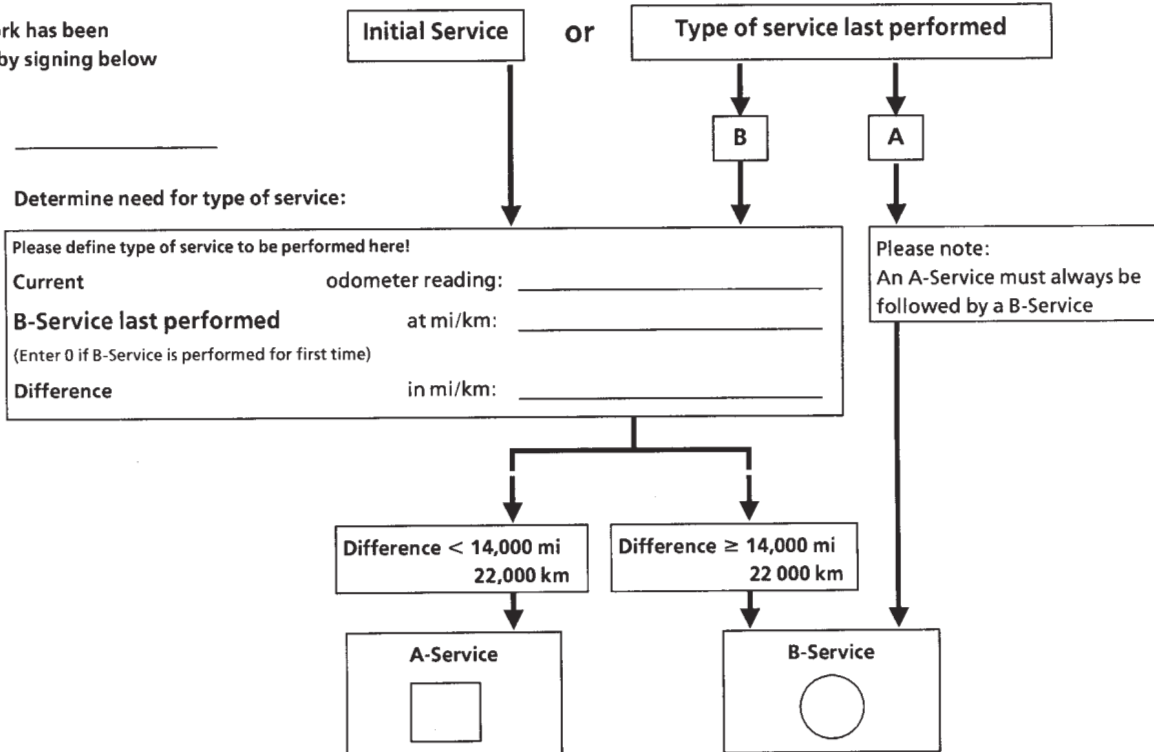 ork has been
by signing below
Initial Service
or
Type of service last performed
B
A
Determine need for type of service:
Please define type of service to be performed here!
Current odometer reading:
B-Service last performed at mi/km:
(Enter 0 if B-Service is performed for first time)
Difference in mi/km:
Please note:
An A-Service must always be
followed by a B-Service
Difference < 14,000 mi
22,000 km
Difference ≥ 14,000 mi
22 000 km
A-Service
B-Service